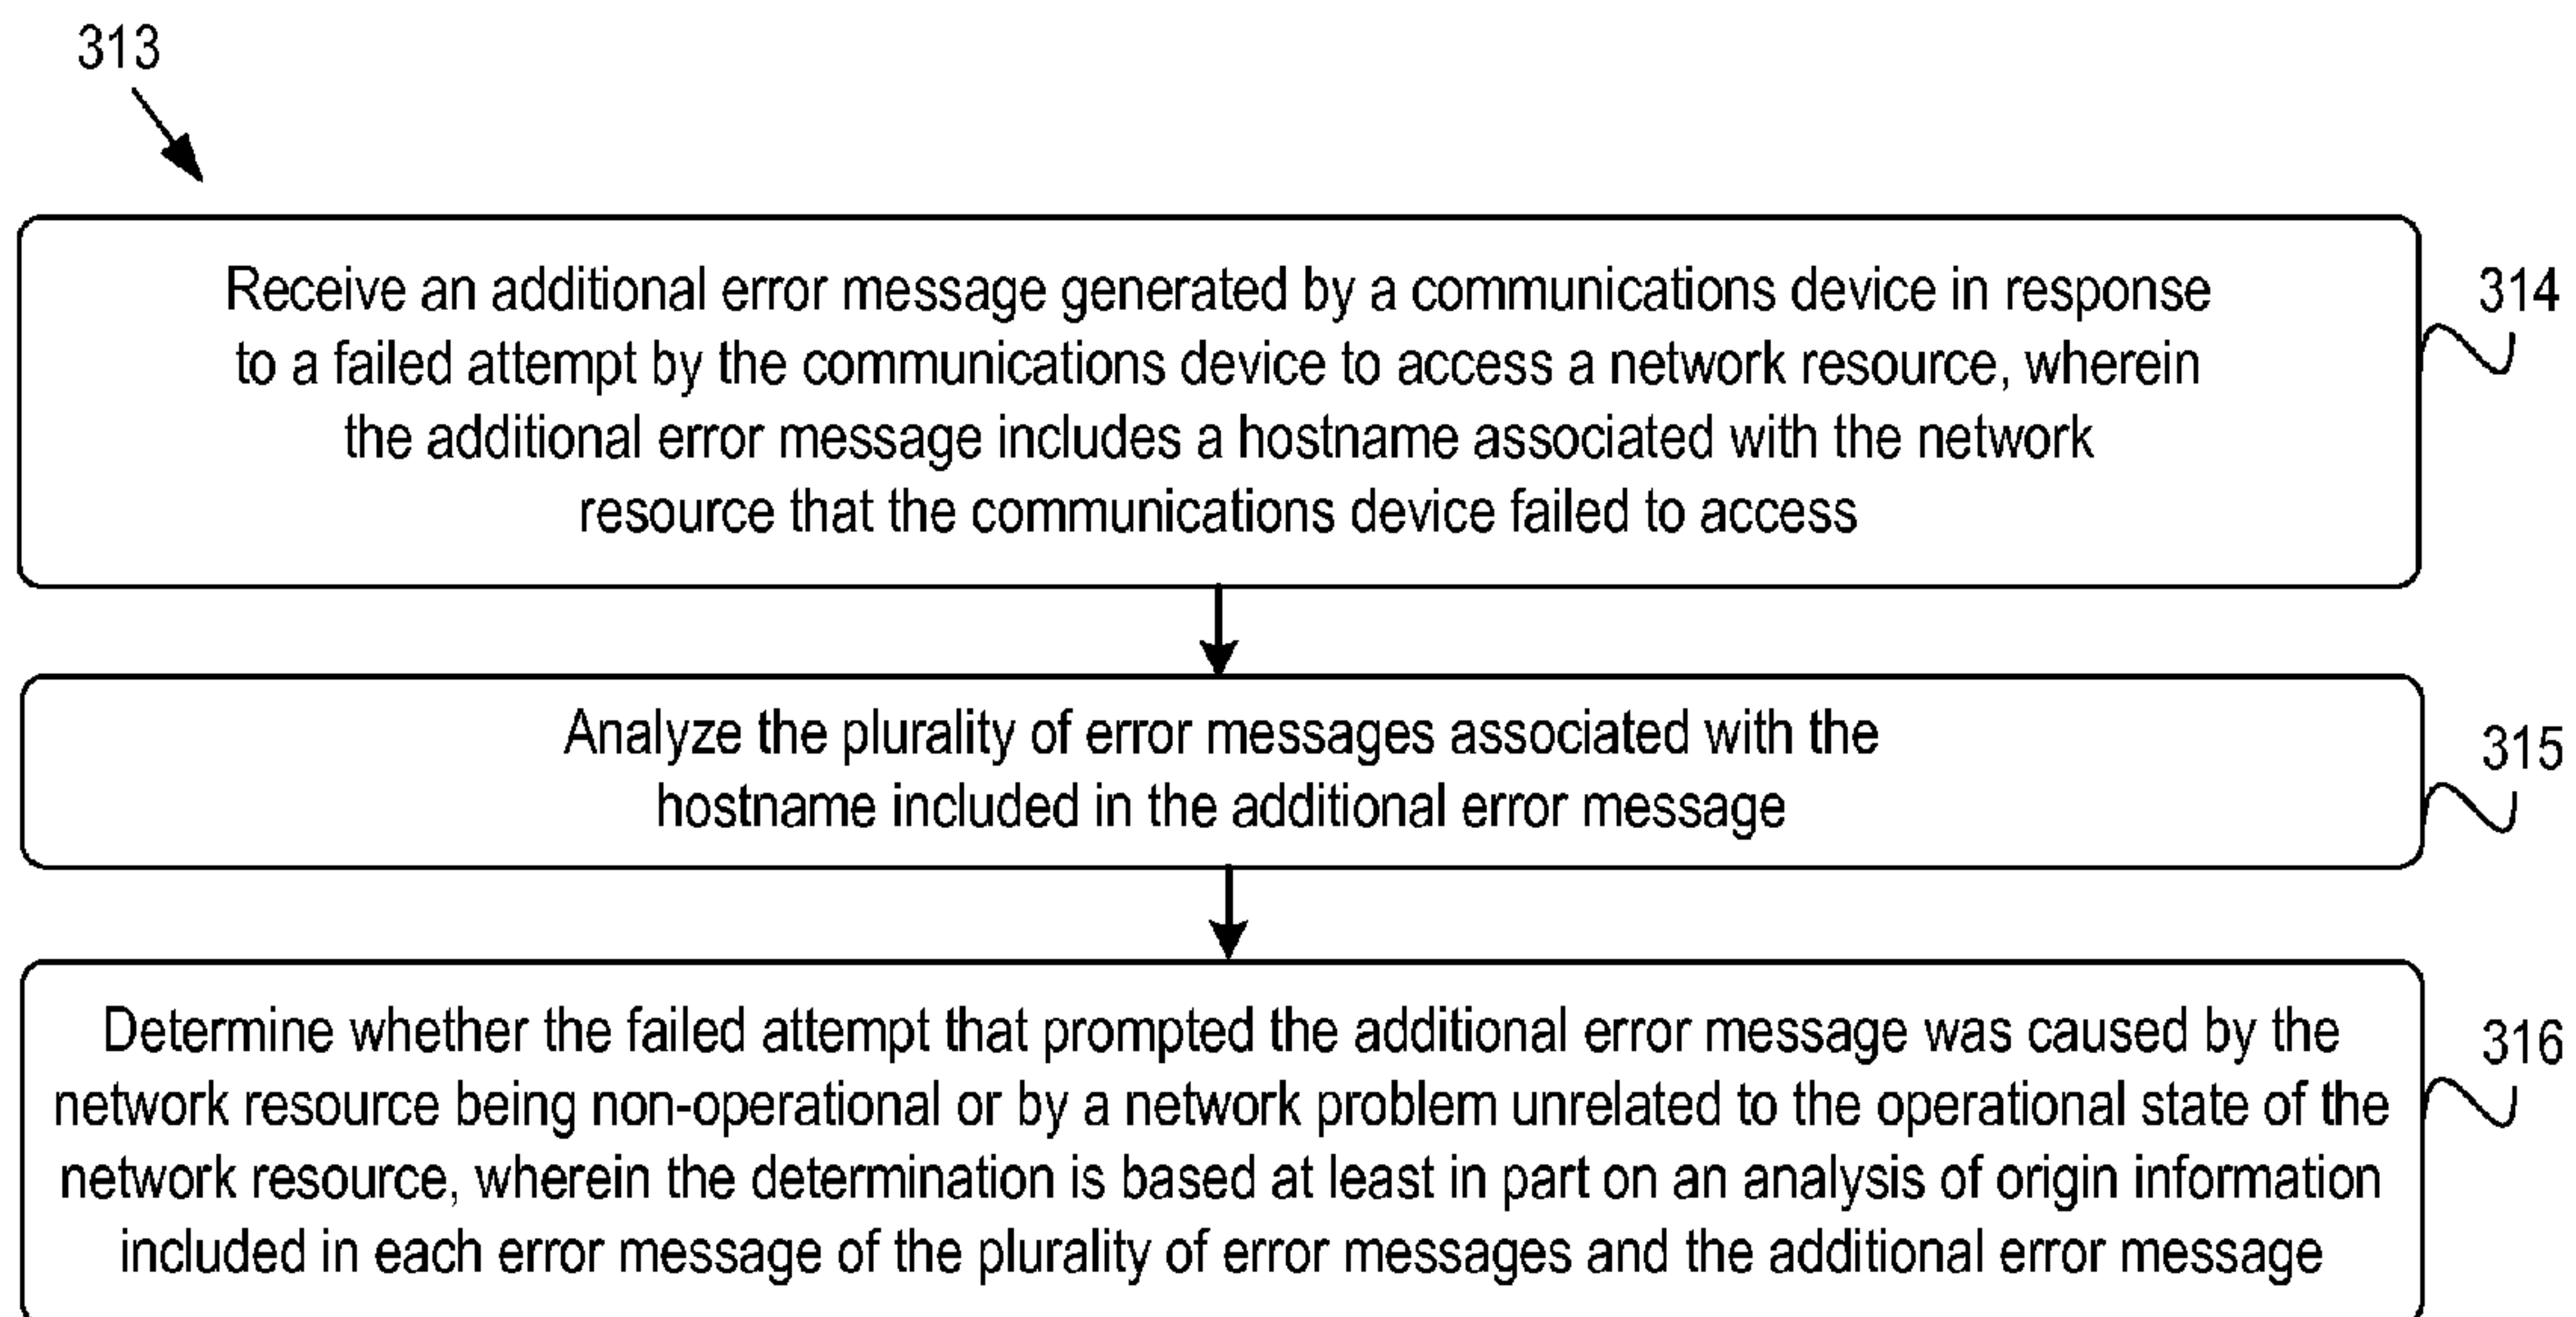 313
Receive an additional error message generated by a communications device in response
to a failed attempt by the communications device to access a network resource, wherein
the additional error message includes a hostname associated with the network
resource that the communications device failed to access
314
Analyze the plurality of error messages associated with the
hostname included in the additional error message
315
Determine whether the failed attempt that prompted the additional error message was caused by the
network resource being non-operational or by a network problem unrelated to the operational state of the
network resource, wherein the determination is based at least in part on an analysis of origin information
included in each error message of the plurality of error messages and the additional error message
316